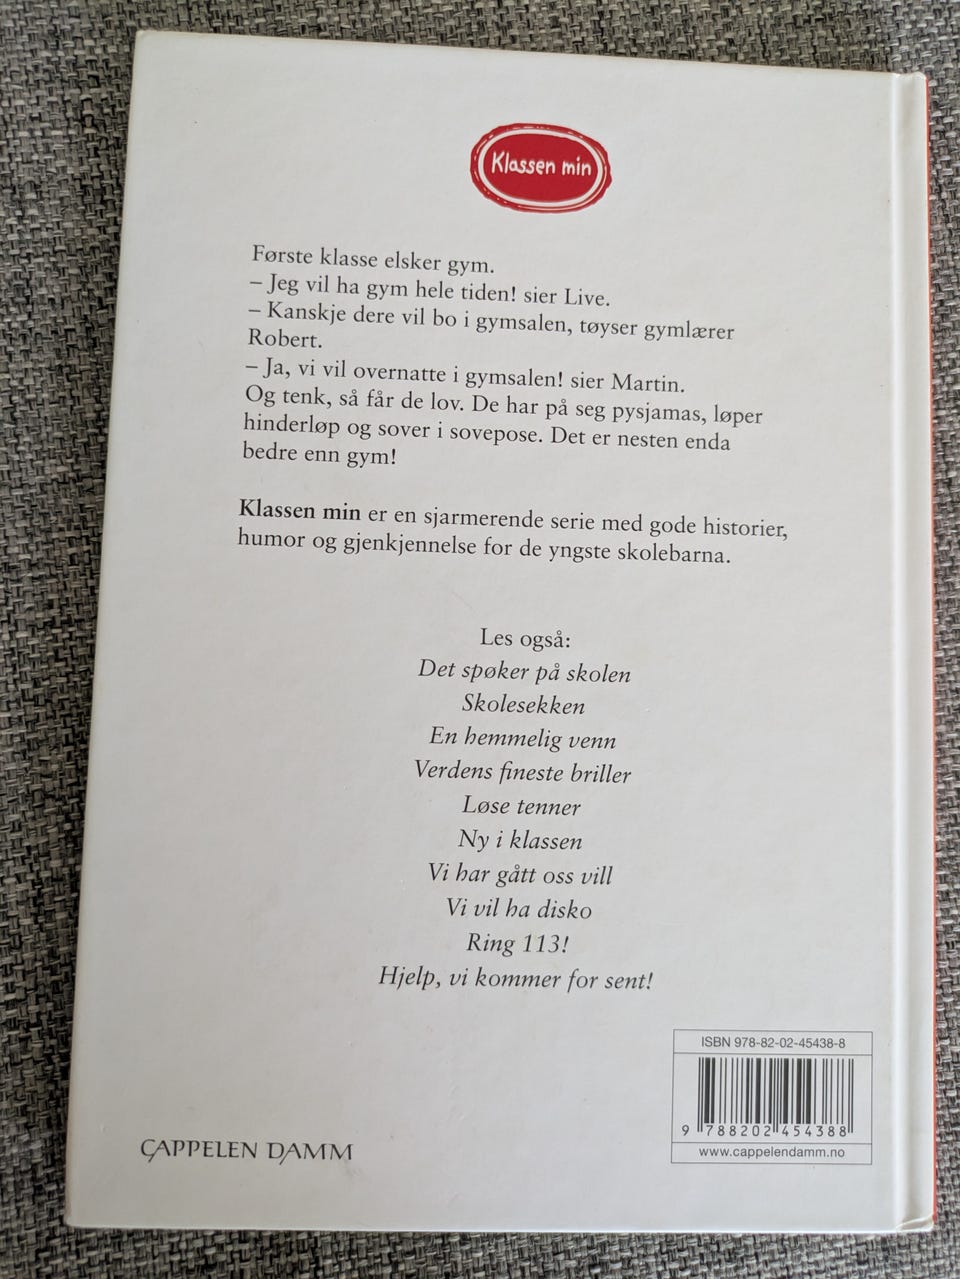 Klassen min
Første klasse elsker gym.
– Jeg vil ha gym hele tiden! sier Live.
– Kanskje dere vil bo i gymsalen, tøyser gymlærer
Robert.
– Ja, vi vil overnatte i gymsalen! sier Martin.
Og tenk, så får de lov. De har på seg pysjamas, løper
hinderløp og sover i sovepose. Det er nesten enda
bedre enn gym!
Klassen min er en sjarmerende serie med gode historier,
humor og gjenkjennelse for de yngste skolebarna.
Les også:
Det spøker på skolen
Skolesekken
En hemmelig venn
Verdens fineste briller
Løse tenner
Ny i klassen
Vi har gått oss vill
Vi vil ha disko
Ring 113!
Hjelp, vi kommer for sent!
ISBN 978-82-02-45438-8
9 788202 454388
www.cappelendamm.no
CAPPELEN DAMM